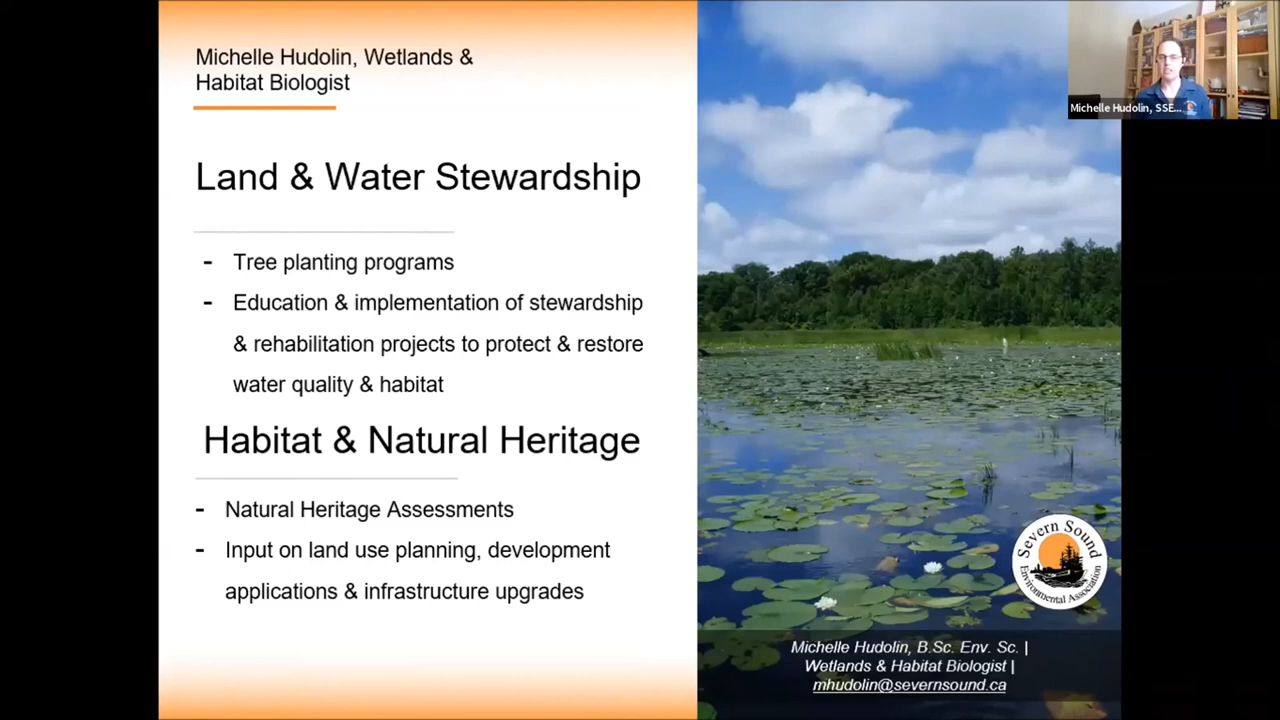 Michelle Hudolin, Wetlands &
Habitat Biologist
Land & Water Stewardship
- Tree planting programs
- Education & implementation of stewardship
& rehabilitation projects to protect & restore
water quality & habitat
Habitat & Natural Heritage
- Natural Heritage Assessments
- Input on land use planning, development
applications & infrastructure upgrades
Michelle Hudolin, SSE...
Severn Sound
Environmental Association
Michelle Hudolin, B.Sc. Env. Sc. |
Wetlands & Habitat Biologist |
mhudolin@severnsound.ca